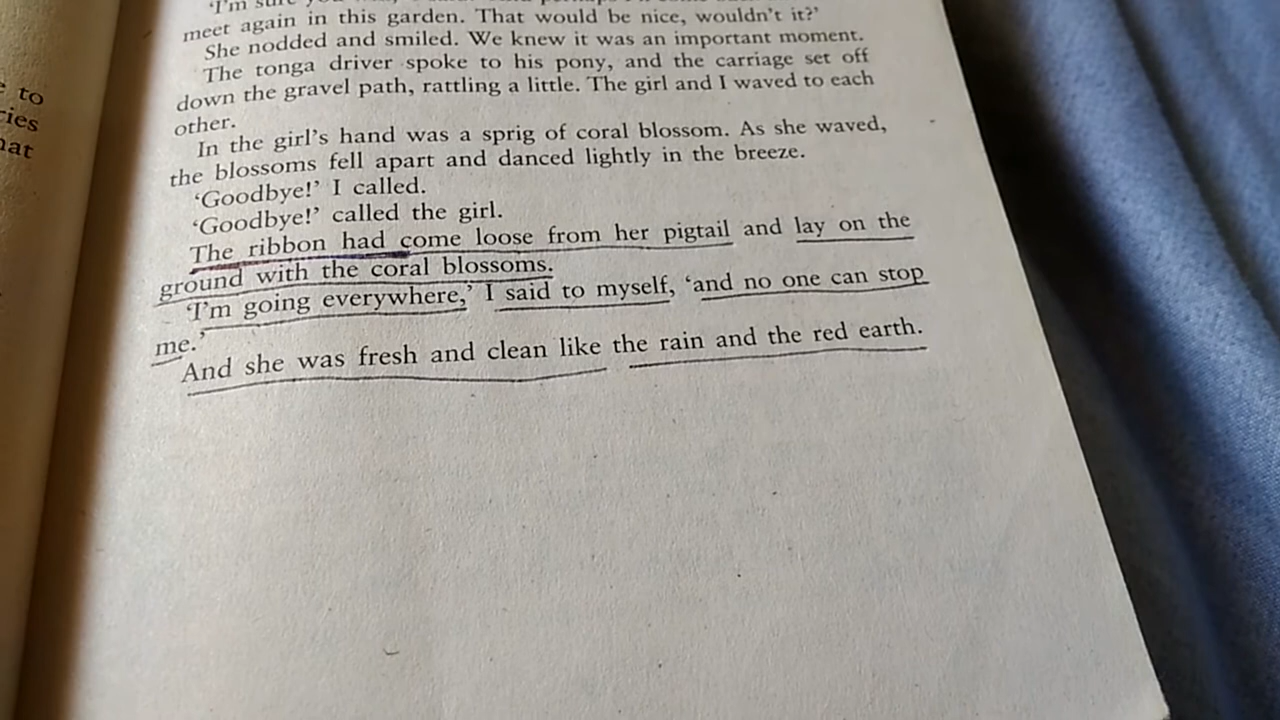 'I'm sure you
meet again in this garden. That would be nice, wouldn't it?'
She nodded and smiled. We knew it was an important moment.
The tonga driver spoke to his pony, and the carriage set off
down the gravel path, rattling a little. The girl and I waved to each
other.
In the girl's hand was a sprig of coral blossom. As she waved,
the blossoms fell apart and danced lightly in the breeze.
'Goodbye!' I called.
'Goodbye!' called the girl.
The ribbon had come loose from her pigtail and lay on the
ground with the coral blossoms.
'I'm going everywhere,' I said to myself, 'and no one can stop
me.'
And she was fresh and clean like the rain and the red earth.
to